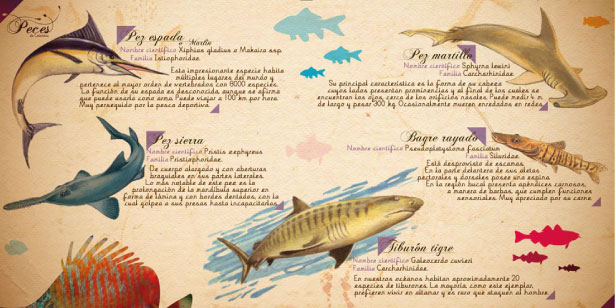 Peces
de Colombia
Pez espada
o Marlin
Nombre científico Xiphias gladius o Makaira ssp.
Familia Istiophoridae.
Esta impresionante especie habita
múltiples lugares del mundo y
pertenece al mayor orden de vertebrados con 8000 especies.
La función de su espada es desconocida aunque se afirma
que puede usarla como arma. Puede viajar a 100 km por hora.
Muy perseguido por la pesca deportiva.
Pez martillo
Nombre científico Sphyrna lewini
Familia Carcharhinidae.
Su principal característica es la forma de su cabeza
cuyos lados presentan prominencias y al final de las cuales se
encuentran los ojos, cerca de los orificios nasales. Puede medir 4 m.
de largo y pesar 300 kg. Ocasionalmente mueren enredados en redes.
Pez sierra
Nombre científico Pristis zephyreus
Familia Pristiophoridae.
De cuerpo alargado y con aberturas
branquiales en sus partes laterales.
Lo más notable de este pez es la
prolongación de la mandíbula superior en
forma de lámina y con bordes dentados, con la
cual golpea a sus presas hasta incapacitarlas.
Bagre rayado
Nombre científico Pseudoplatystoma fasciatum
Familia Siluridae.
Está desprovisto de escamas.
En la parte delantera de sus aletas
pectorales y dorsales posee una espina.
En la región bucal presenta apéndices carnosos,
a manera de barbas, que cumplen funciones
sensoriales. Muy apreciado por su carne.
Tiburón tigre
Nombre científico Galeocerdo cuvieri
Familia Carcharhinidae.
En nuestros océanos habitan aproximadamente 20
especies de tiburones. La mayoría, como este ejemplar,
prefieren vivir en altamar y es raro que ataquen al hombre.